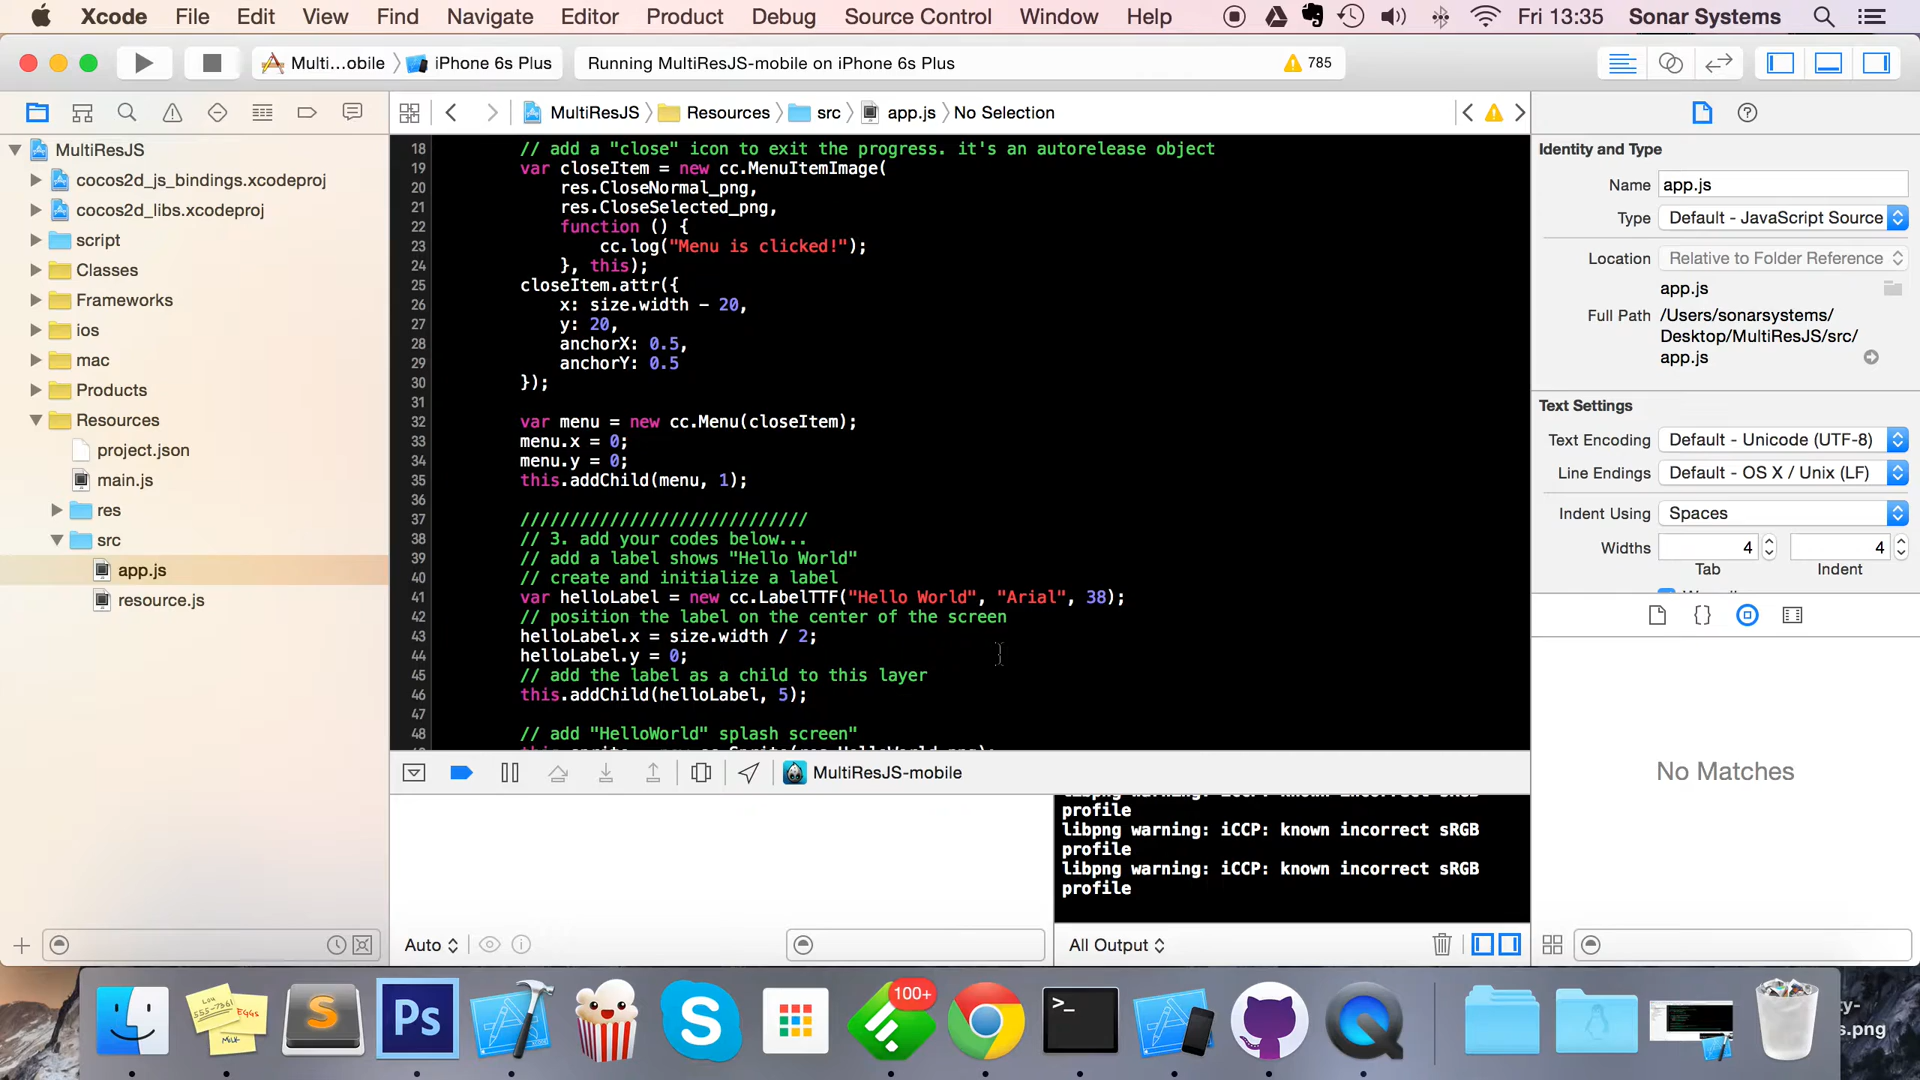 Xcode File Edit View Find Navigate Editor Product Debug Source Control Window Help Fri 13:35 Sonar Systems
Multi...obile iPhone 6s Plus Running MultiResJS-mobile on iPhone 6s Plus 785
MultiResJS Resources src app.js No Selection
MultiResJS
cocos2d_js_bindings.xcodeproj
cocos2d_libs.xcodeproj
script
Classes
Frameworks
ios
mac
Products
Resources
project.json
main.js
res
src
app.js
resource.js
18 // add a "close" icon to exit the progress. it's an autorelease object
19 var closeItem = new cc.MenuItemImage(
20 res.CloseNormal_png,
21 res.CloseSelected_png,
22 function () {
23 cc.log("Menu is clicked!");
24 }, this);
25 closeItem.attr({
26 x: size.width - 20,
27 y: 20,
28 anchorX: 0.5,
29 anchorY: 0.5
30 });
31
32 var menu = new cc.Menu(closeItem);
33 menu.x = 0;
34 menu.y = 0;
35 this.addChild(menu, 1);
36
37 /////////////////////////////
38 // 3. add your codes below...
39 // add a label shows "Hello World"
40 // create and initialize a label
41 var helloLabel = new cc.LabelTTF("Hello World", "Arial", 38);
42 // position the label on the center of the screen
43 helloLabel.x = size.width / 2;
44 helloLabel.y = 0;
45 // add the label as a child to this layer
46 this.addChild(helloLabel, 5);
47
48 // add "HelloWorld" splash screen"
MultiResJS-mobile
profile
libpng warning: iCCP: known incorrect sRGB
profile
libpng warning: iCCP: known incorrect sRGB
profile
Auto
All Output
Identity and Type
Name app.js
Type Default - JavaScript Source
Location Relative to Folder Reference
app.js
Full Path /Users/sonarsystems/
Desktop/MultiResJS/src/
app.js
Text Settings
Text Encoding Default - Unicode (UTF-8)
Line Endings Default - OS X / Unix (LF)
Indent Using Spaces
Widths 4 4
Tab Indent
No Matches
100+